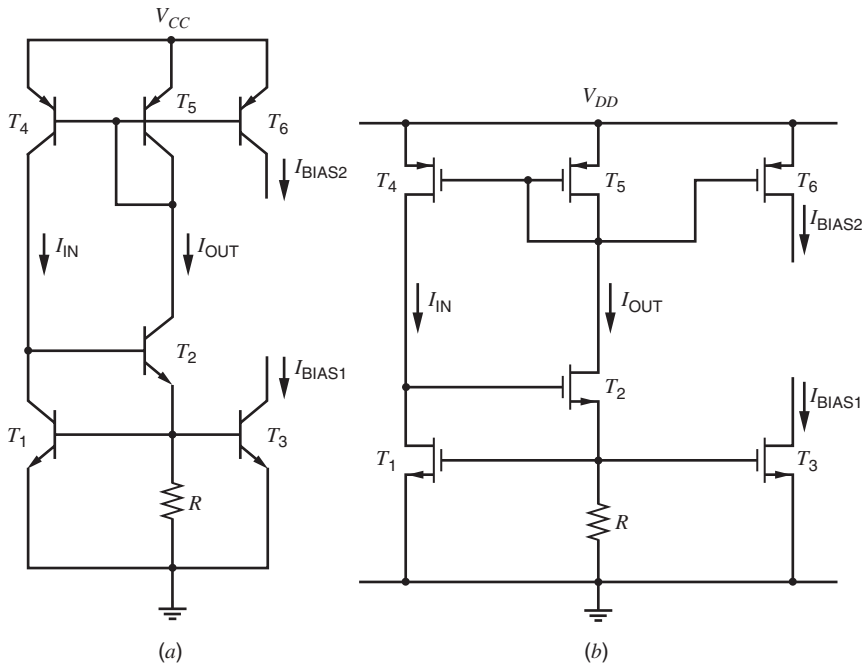 V_CC
T_4
T_5
T_6
I_BIAS2
I_IN
I_OUT
T_2
I_BIAS1
T_1
T_3
R
(a)
V_DD
T_4
T_5
T_6
I_BIAS2
I_IN
I_OUT
T_2
I_BIAS1
T_1
T_3
R
(b)